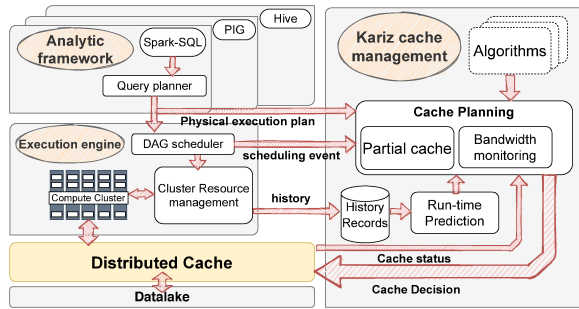 Hive
PIG
Analytic
framework
Spark-SQL
Query planner
Kariz cache
management
Algorithms
Physical execution plan
Cache Planning
Partial cache
Bandwidth
monitoring
Execution engine
DAG scheduler
scheduling event
Compute Cluster
Cluster Resource
management
history
History
Records
Run-time
Prediction
Distributed Cache
Cache status
Cache Decision
Datalake